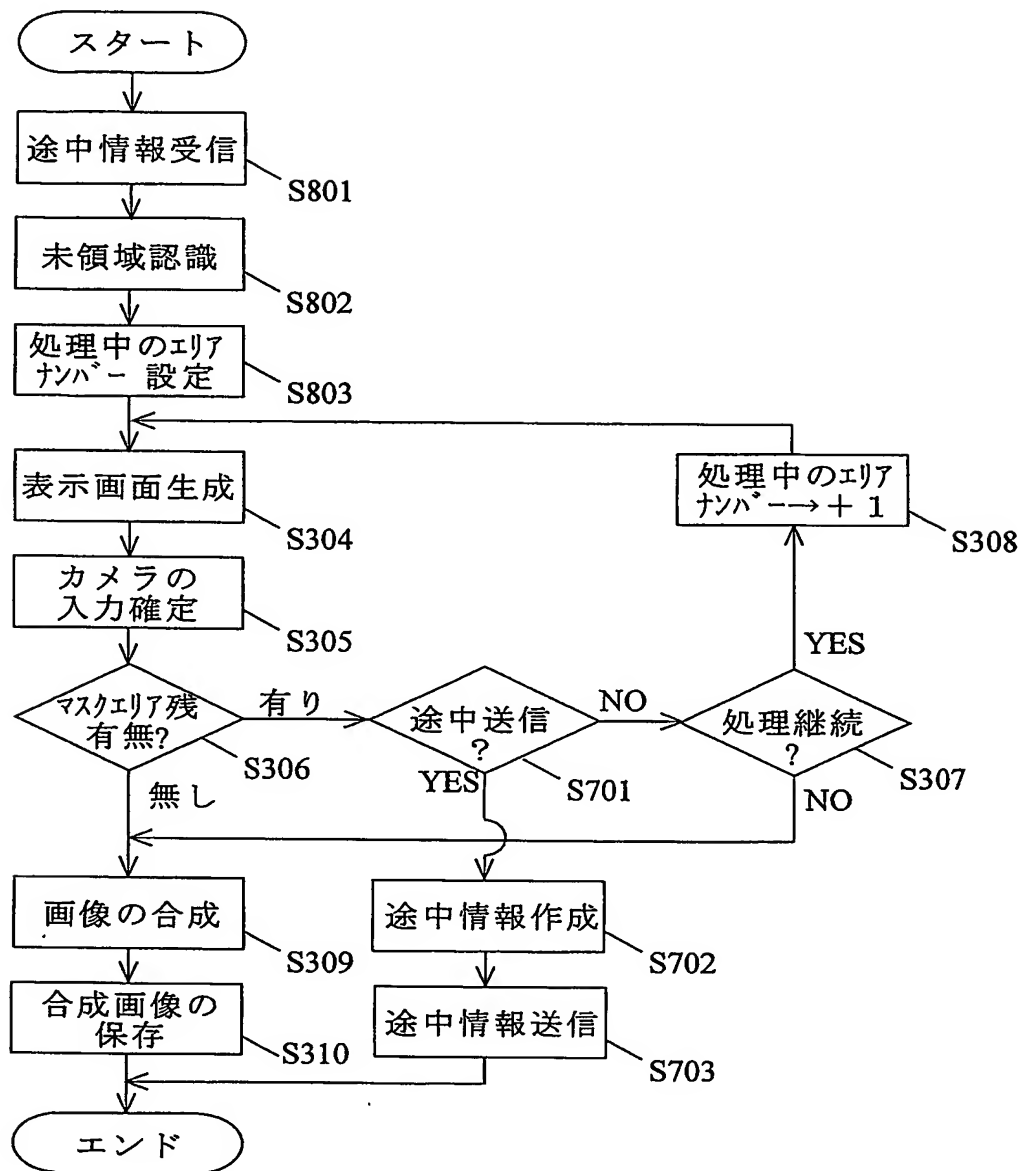 スタート
途中情報受信
S801
未領域認識
S802
処理中のエリア
ナンバー 設定
S803
表示画面生成
S304
処理中のエリア
ナンバー→+1
S308
カメラの
入力確定
S305
YES
マスクエリア残
有無?
S306
有り
途中送信
?
S701
NO
処理継続
?
S307
無し
YES
NO
画像の合成
S309
途中情報作成
S702
合成画像の
保存
S310
途中情報送信
S703
エンド